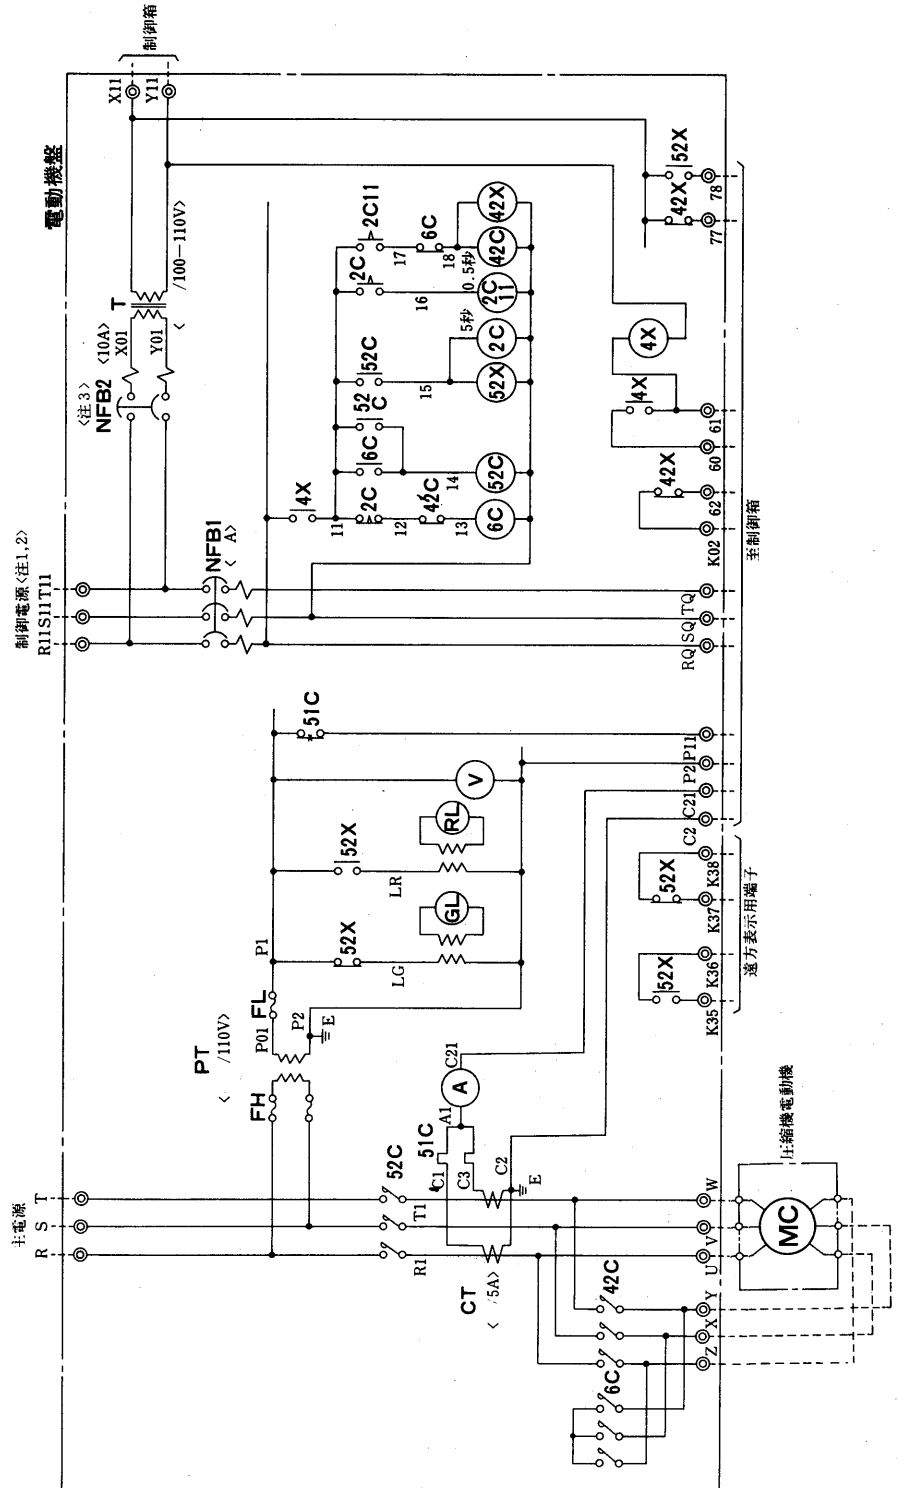 制御箱
X11
Y11
電動機盤
T
〈 /100−110V〉
〈注3〉
NFB2
〈10A〉
X01
Y01
制御電源〈注1,2〉
R11
S11
T11
NFB1
〈 A〉
4X
11
2C
12
42C
13
6C
6C
52
C
14
52C
52C
15
52X
5秒
2C
2C
16
0.5秒
2C
11
2C11
17
6C
18
42C
42X
42X
52X
77
78
4X
4X
60
61
42X
K02
62
RQ
SQ
TQ
至制御箱
主電源
R
S
T
PT
〈 /110V〉
FH
FL
P01
P1
P2
E
52X
LG
GL
52X
LR
RL
V
51C
C2
C21
P2
P11
52X
K35
K36
52X
K37
K38
遠方表示用端子
52C
R1
T1
51C
C1
C3
A1
A
C21
C2
E
CT
〈 /5A〉
42C
6C
U
V
W
Z
X
Y
MC
圧縮機電動機